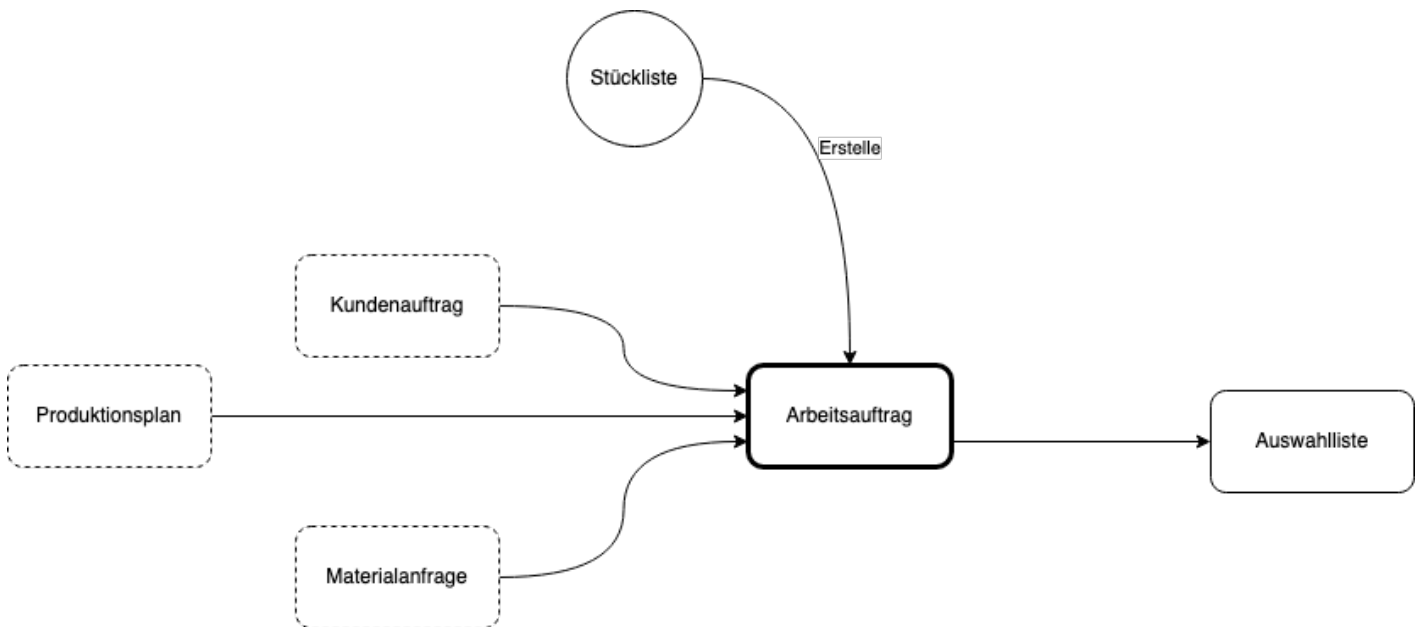 Stückliste
Erstelle
Kundenauftrag
Produktionsplan
Arbeitsauftrag
Auswahlliste
Materialanfrage